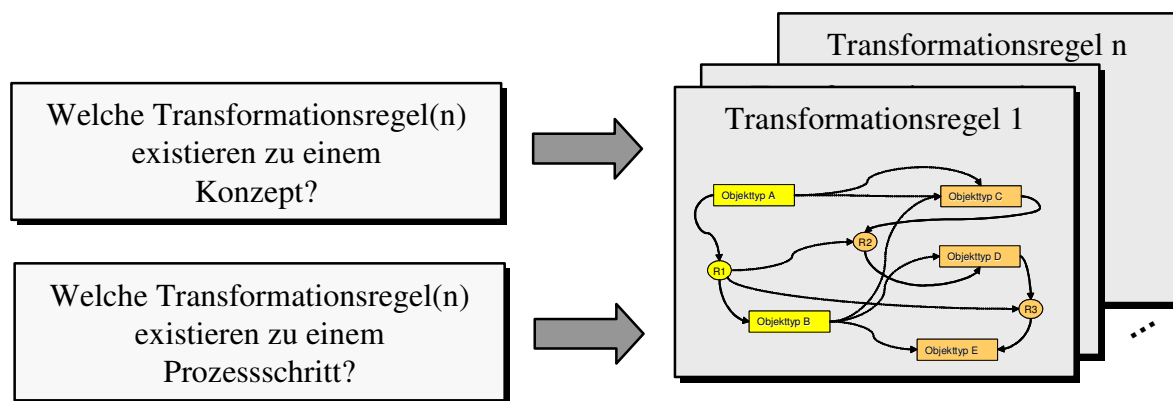 Welche Transformationsregel(n)
existieren zu einem
Konzept?
Welche Transformationsregel(n)
existieren zu einem
Prozessschritt?
Transformationsregel n
Transformationsregel 1
Objekttyp A
Objekttyp C
R2
Objekttyp D
R1
R3
Objekttyp B
Objekttyp E
...